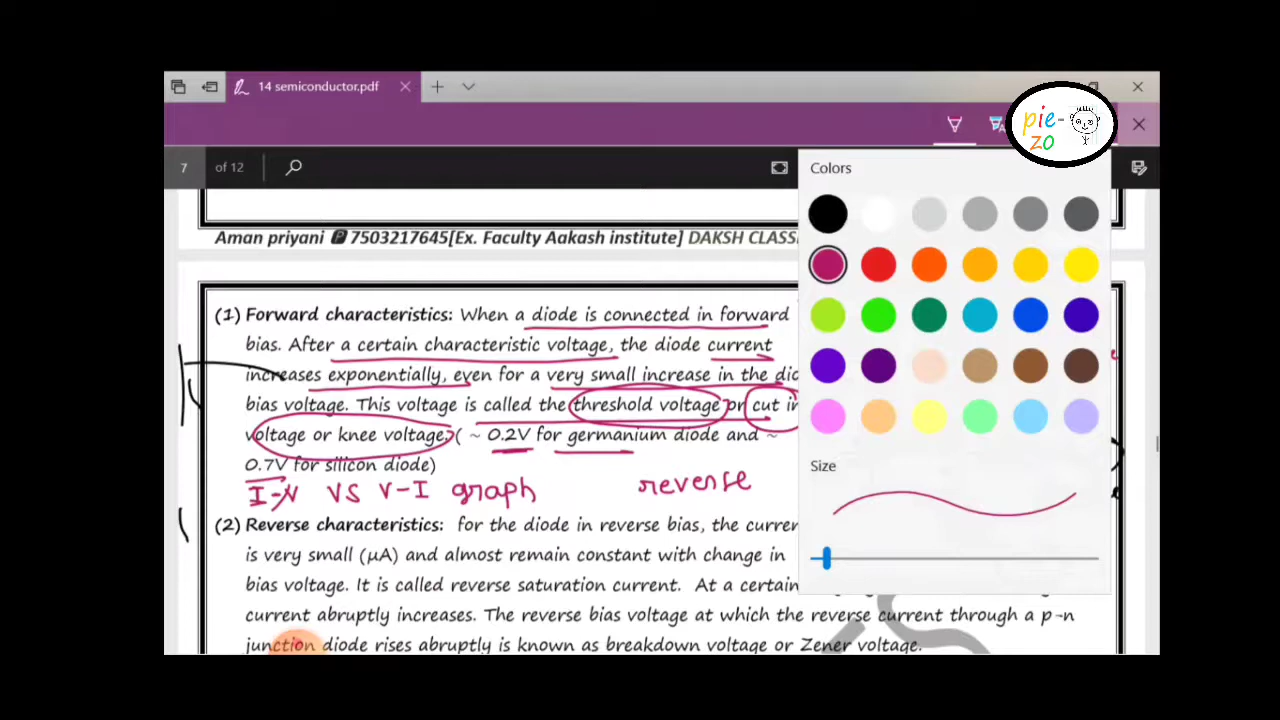 14 semiconductor.pdf
pie-
zo
7 of 12
Colors
Aman priyani 🅿 7503217645[Ex. Faculty Aakash institute] DAKSH CLASS
(1) Forward characteristics: When a diode is connected in forward
bias. After a certain characteristic voltage, the diode current
increases exponentially, even for a very small increase in the dio
bias voltage. This voltage is called the threshold voltage or cut in
voltage or knee voltage. ( ~ 0.2V for germanium diode and ~
0.7V for silicon diode)
I-V VS V-I graph reverse
Size
(2) Reverse characteristics: for the diode in reverse bias, the curren
is very small (μA) and almost remain constant with change in
bias voltage. It is called reverse saturation current. At a certain
current abruptly increases. The reverse bias voltage at which the reverse current through a p-n
junction diode rises abruptly is known as breakdown voltage or Zener voltage.